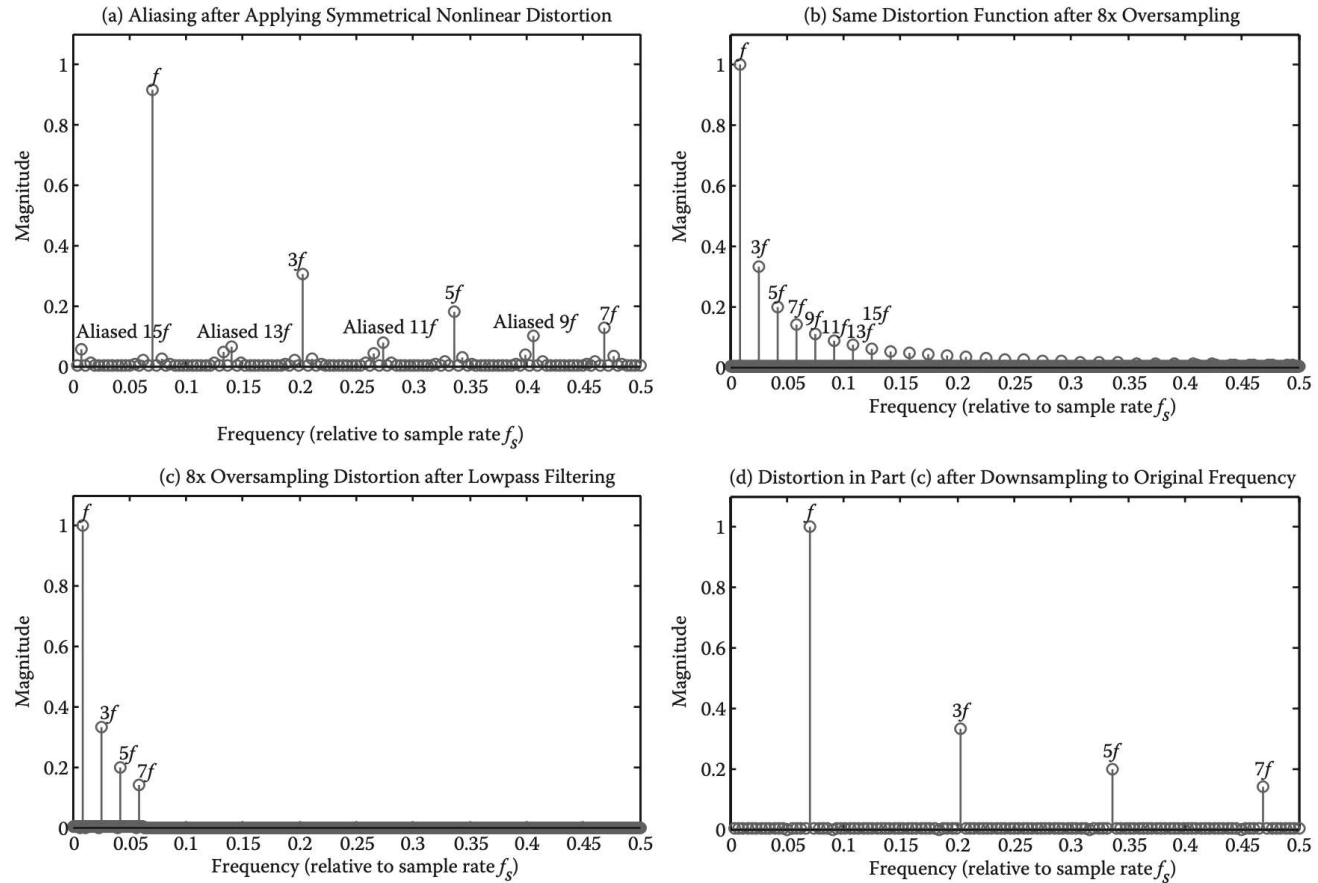 (a) Aliasing after Applying Symmetrical Nonlinear Distortion
1
0.8
0.6
0.4
0.2
0
Magnitude
f
3f
5f
7f
Aliased 15f
Aliased 13f
Aliased 11f
Aliased 9f
0 0.05 0.1 0.15 0.2 0.25 0.3 0.35 0.4 0.45 0.5
Frequency (relative to sample rate fs)
(b) Same Distortion Function after 8x Oversampling
1
0.8
0.6
0.4
0.2
0
Magnitude
f
3f
5f
7f
9f
11f
13f
15f
0 0.05 0.1 0.15 0.2 0.25 0.3 0.35 0.4 0.45 0.5
Frequency (relative to sample rate fs)
(c) 8x Oversampling Distortion after Lowpass Filtering
1
0.8
0.6
0.4
0.2
0
Magnitude
f
3f
5f
7f
0 0.05 0.1 0.15 0.2 0.25 0.3 0.35 0.4 0.45 0.5
Frequency (relative to sample rate fs)
(d) Distortion in Part (c) after Downsampling to Original Frequency
1
0.8
0.6
0.4
0.2
0
Magnitude
f
3f
5f
7f
0 0.05 0.1 0.15 0.2 0.25 0.3 0.35 0.4 0.45 0.5
Frequency (relative to sample rate fs)